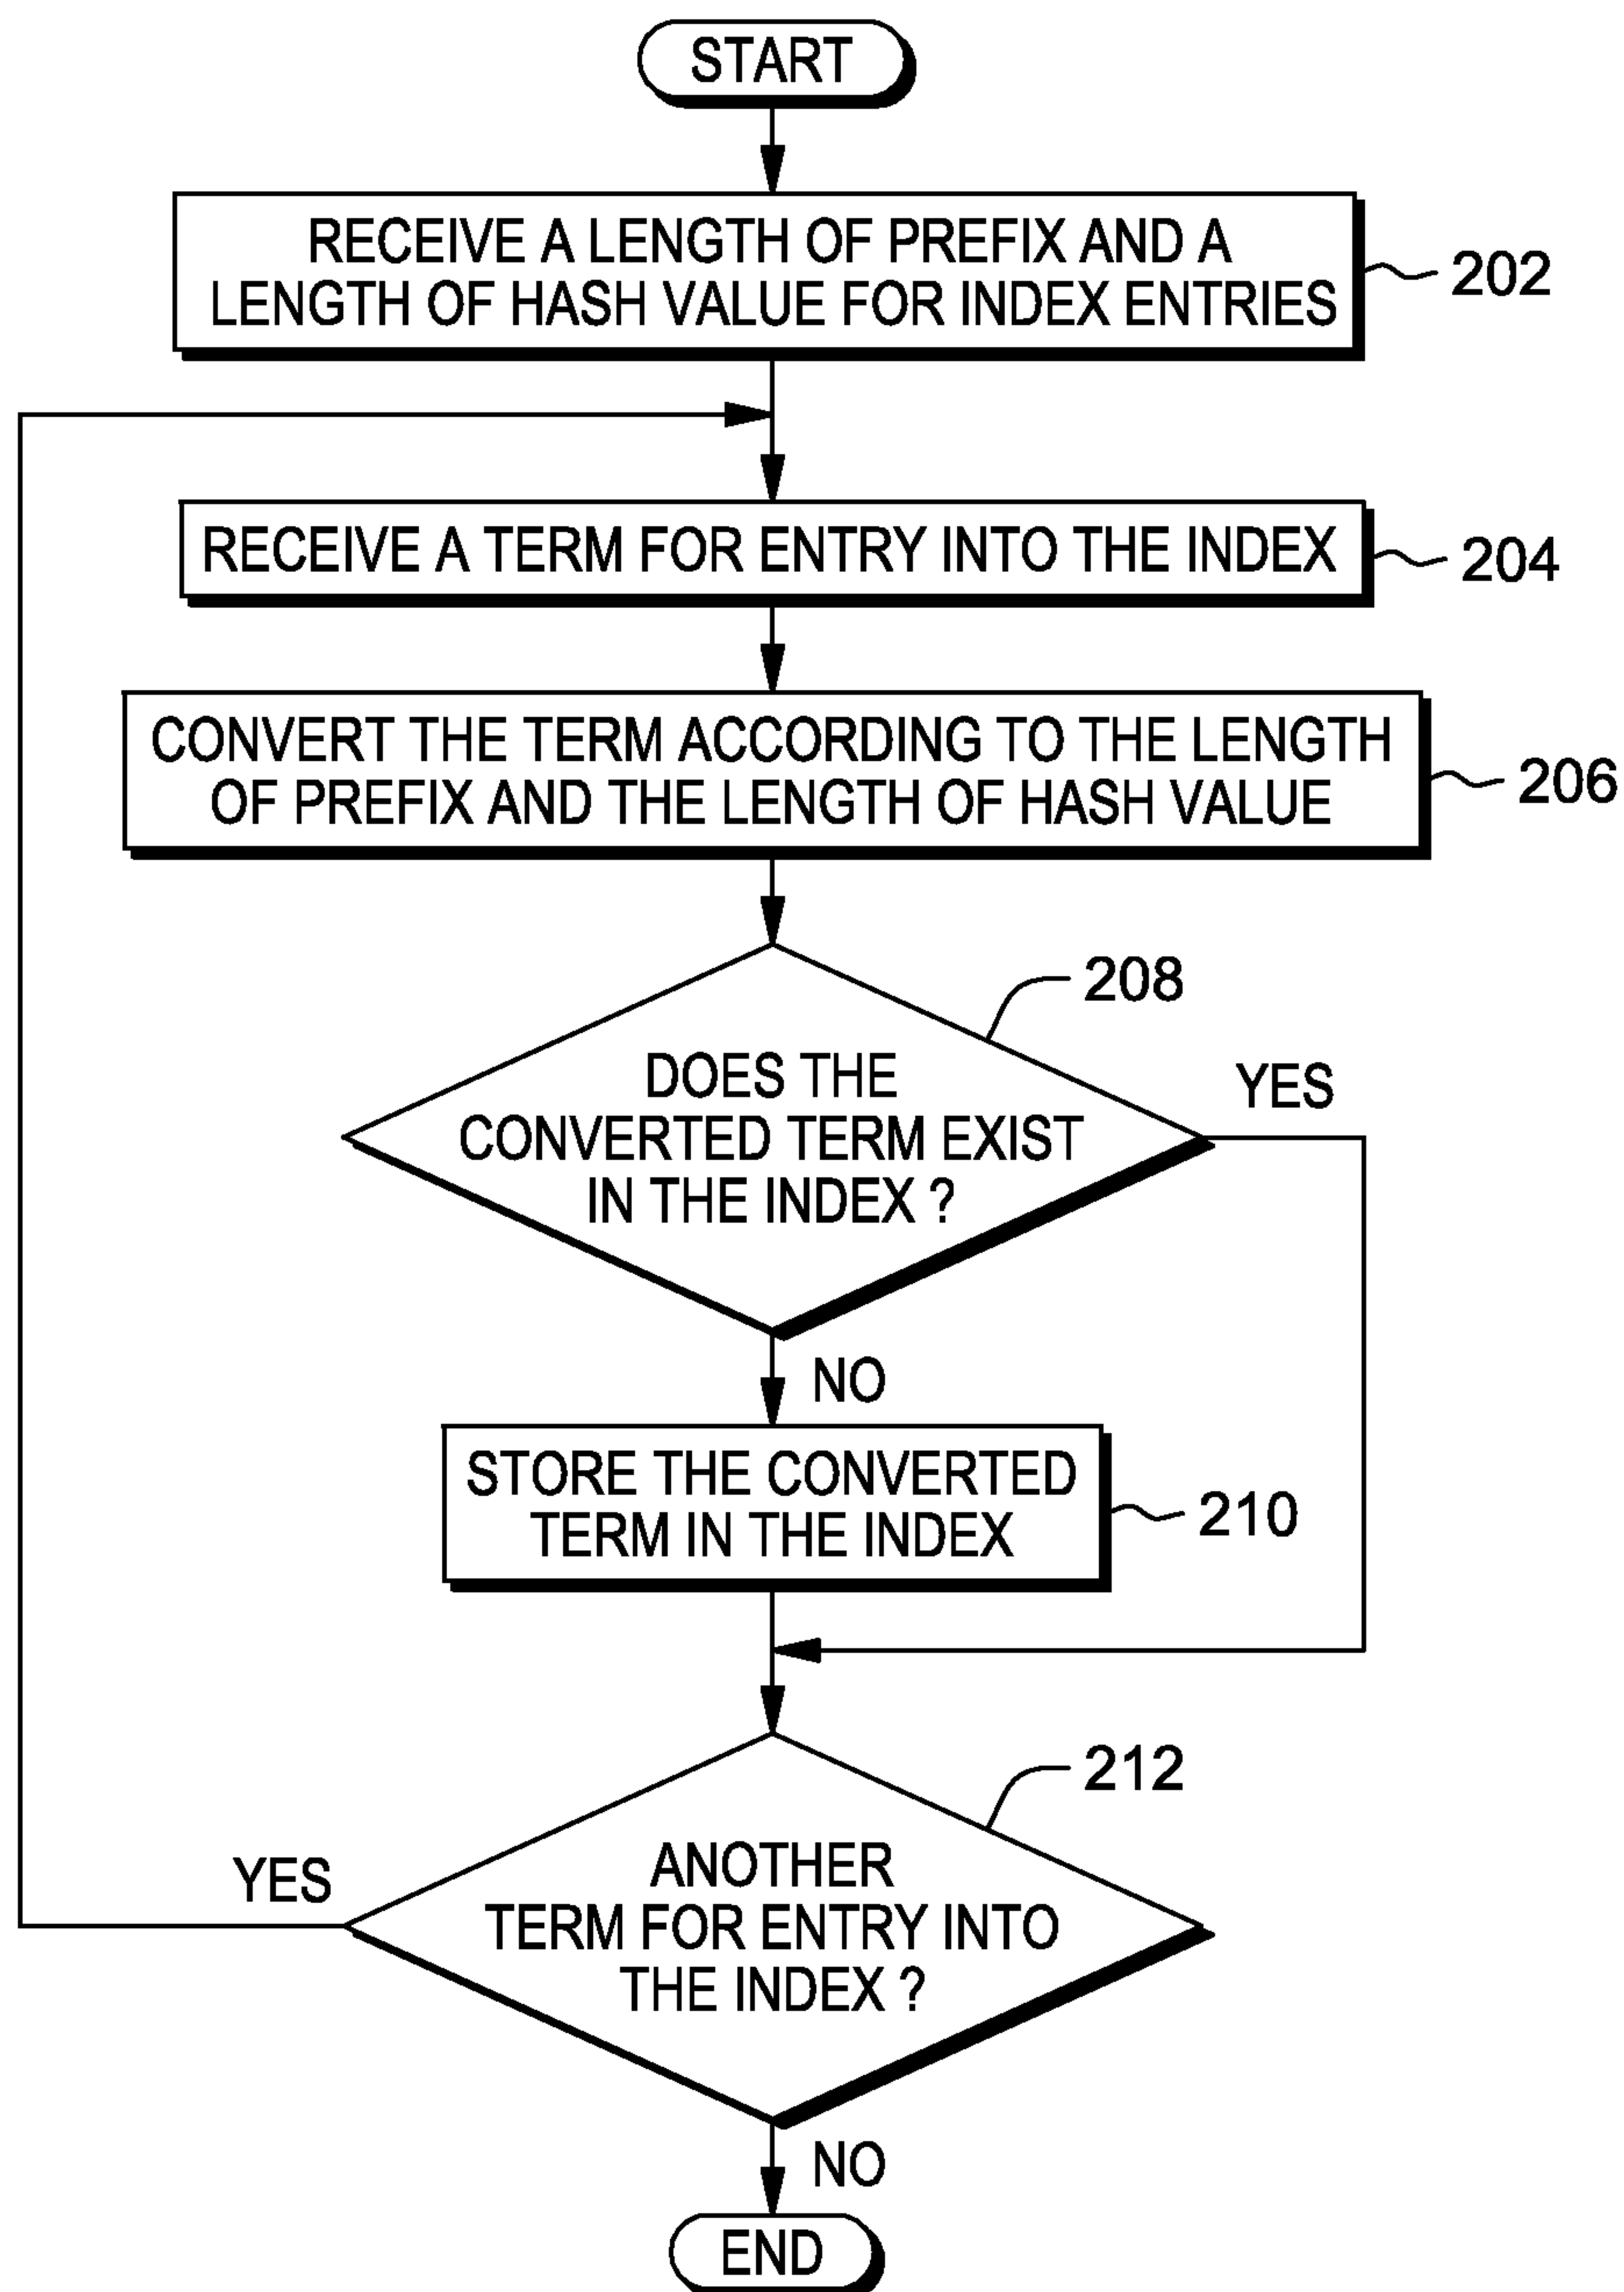 START
RECEIVE A LENGTH OF PREFIX AND A
LENGTH OF HASH VALUE FOR INDEX ENTRIES
202
RECEIVE A TERM FOR ENTRY INTO THE INDEX
204
CONVERT THE TERM ACCORDING TO THE LENGTH
OF PREFIX AND THE LENGTH OF HASH VALUE
206
208
DOES THE
CONVERTED TERM EXIST
IN THE INDEX ?
YES
NO
STORE THE CONVERTED
TERM IN THE INDEX
210
212
ANOTHER
TERM FOR ENTRY INTO
THE INDEX ?
YES
NO
END